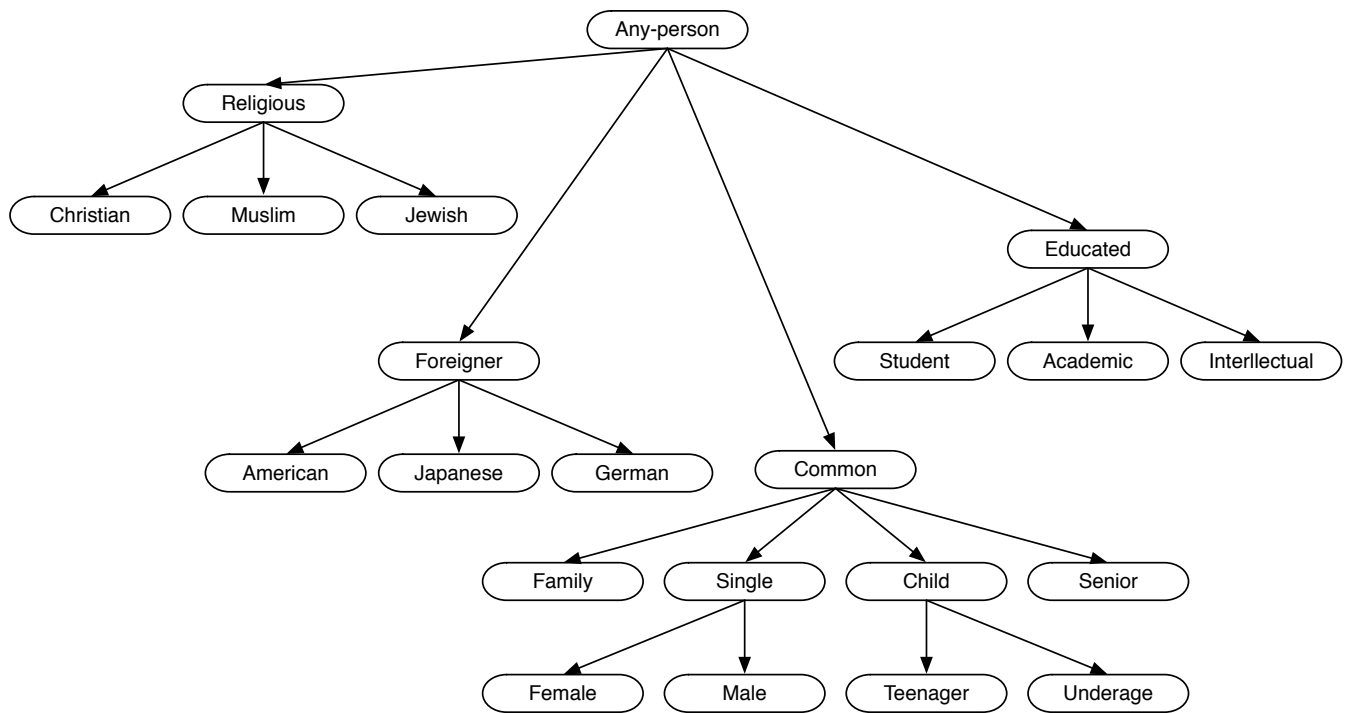 Any-person
Religious
Christian Muslim Jewish
Educated
Student Academic Interllectual
Foreigner
American Japanese German
Common
Family Single Child Senior
Female Male Teenager Underage